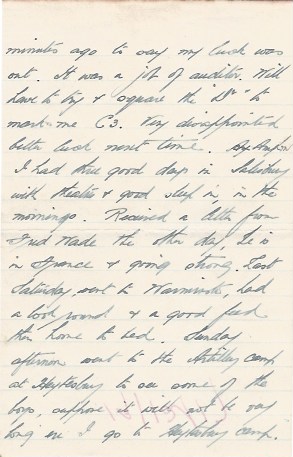 minutes ago to say my luck was
out. It was a job of auditor. Will
have to try & square the "Dr" to
mark me C3. Very disappointed
better luck next time.
I had three good days in Salisbury
with theatre & good sleep in in the
mornings. Received a letter from
Fred Wade the other day, he is
in France & going strong. Last
Saturday went to Warminster, had
a look round & a good feed
then home to bed. Sunday
afternoon went to the Artillery camp
at Heytesbury to see some of the
boys, suppose it will not be very
long ere I go to Heytesbury camp.